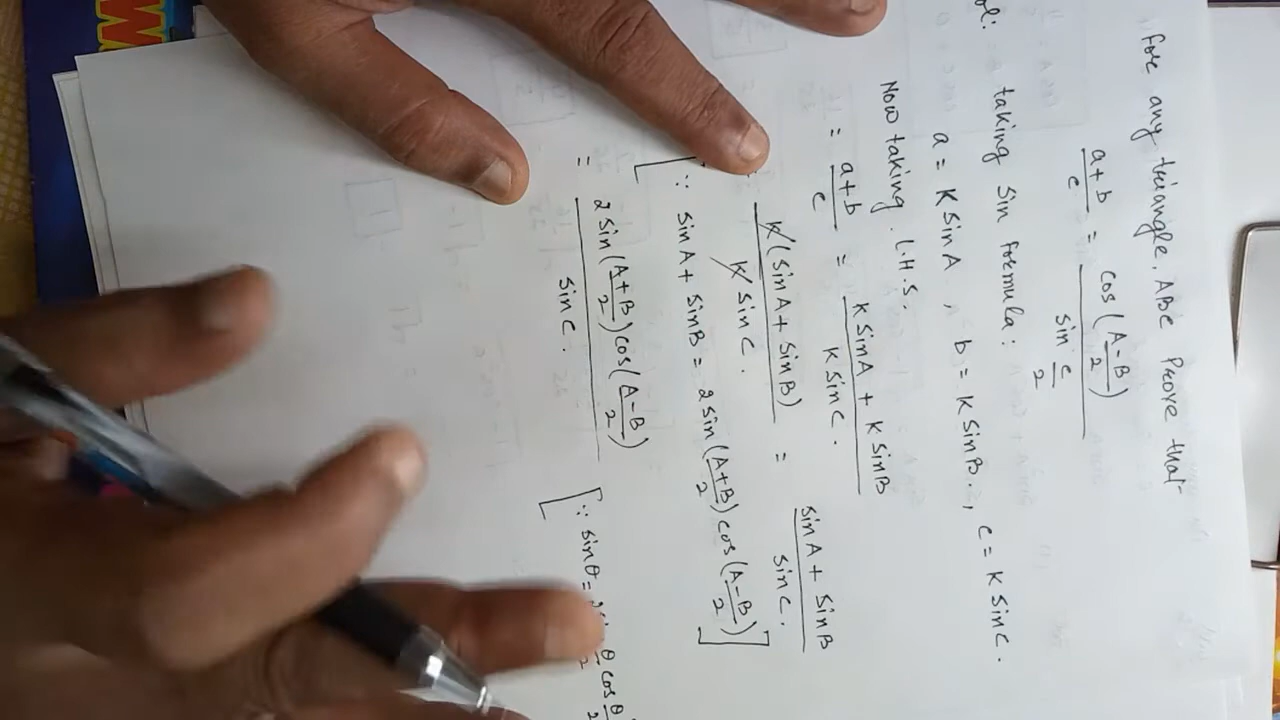 For any triangle. ABC Prove that-
a+b/c = cos(A-B/2)/sin c/2
taking sin formula:
a = K sin A, b = K sin B, c = K sin C.
Now taking. L.H.S.
= a+b/c = K sin A + K sin B/K sin C.
K(sin A + sin B)/K sin C. = sin A + sin B/sin C.
[∵ sin A + sin B = 2 sin(A+B/2) cos(A-B/2)]
= 2 sin(A+B/2) cos(A-B/2)/sin C. [∵ sin θ = θ/2 cos θ/2